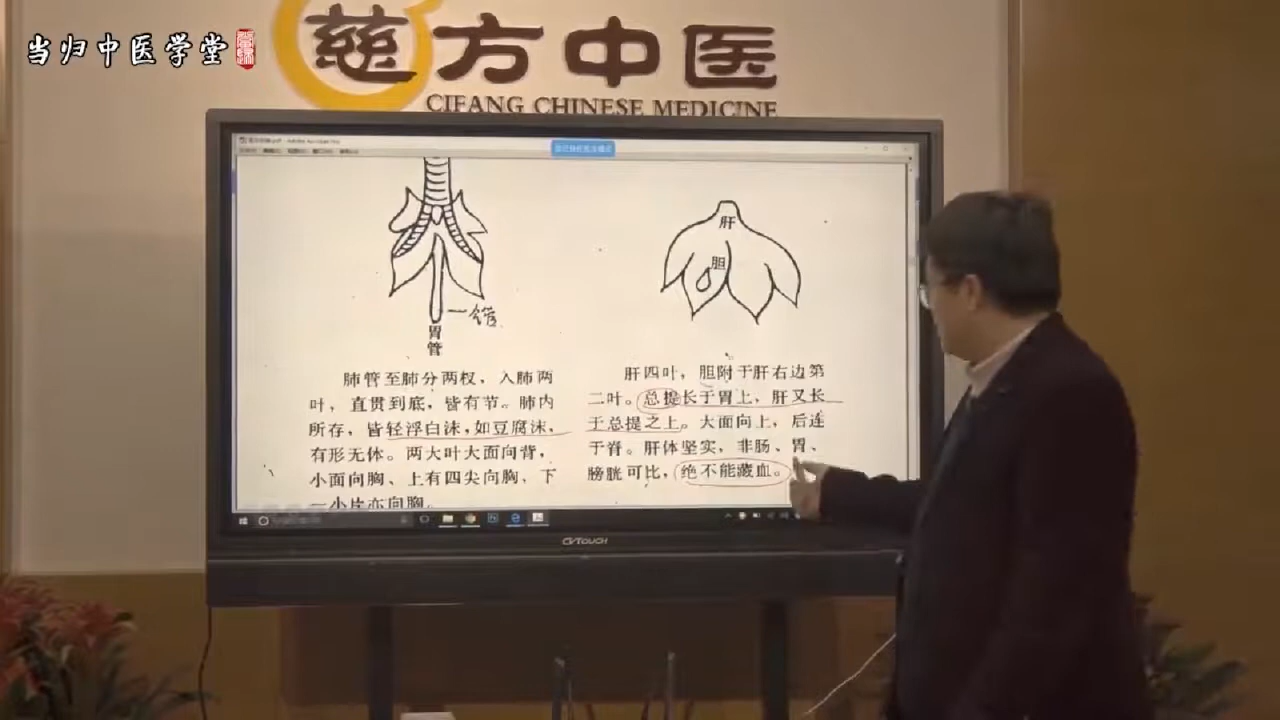 当归中医学堂
慈方中医
CIFANG CHINESE MEDICINE
肝
胆
胃
管
肺管至肺分两杈，入肺两
叶，直贯到底，皆有节。肺内
所存，皆轻浮白沫，如豆腐沫，
有形无体。两大叶大面向背，
小面向胸、上有四尖向胸，下
一小片亦向胸。
肝四叶，胆附于肝右边第
二叶。总提长于胃上，肝又长
于总提之上。大面向上，后连
于脊。肝体坚实，非肠、胃、
膀胱可比，绝不能藏血。